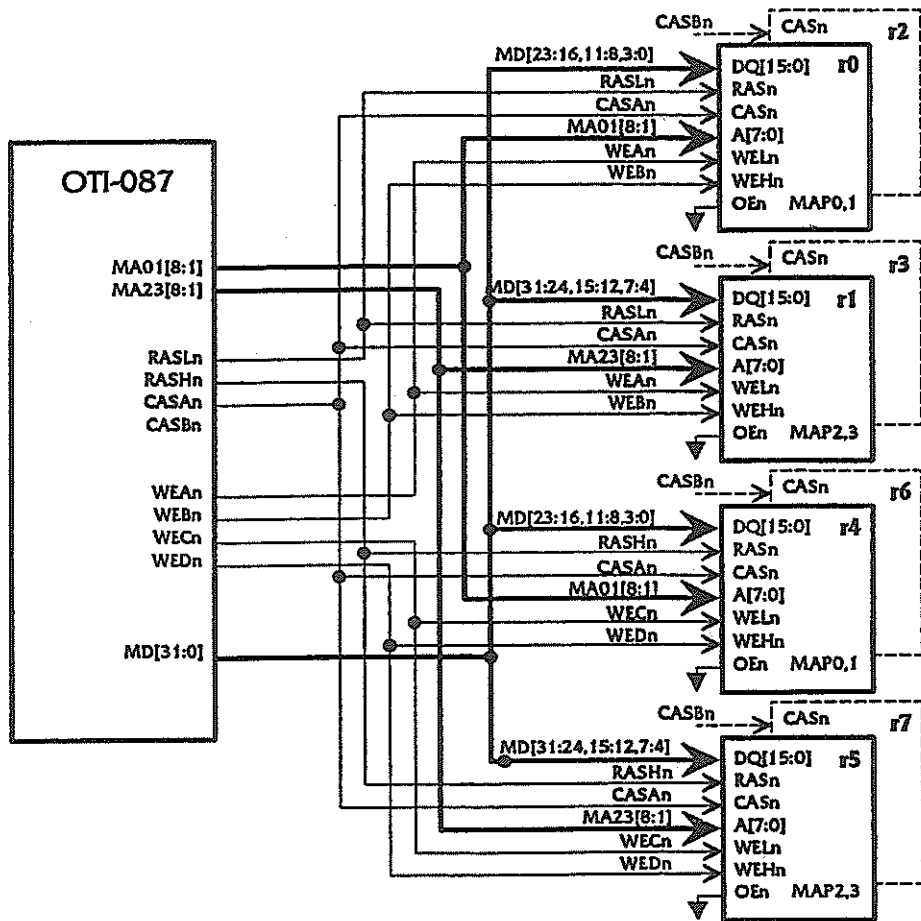 OTI-087
MA01[8:1]
MA23[8:1]
RASLn
RASHn
CASAn
CASBn
WEAn
WEBn
WECn
WEDn
MD[31:0]
CASBn
CASn
r2
MD[23:16,11:8,3:0]
DQ[15:0]
r0
RASLn
RASn
CASAn
CASn
MA01[8:1]
A[7:0]
WEAn
WELn
WEBn
WEHn
OEn
MAP0,1
CASBn
CASn
r3
MD[31:24,15:12,7:4]
DQ[15:0]
r1
RASLn
RASn
CASAn
CASn
MA23[8:1]
A[7:0]
WEAn
WELn
WEBn
WEHn
OEn
MAP2,3
CASBn
CASn
r6
MD[23:16,11:8,3:0]
DQ[15:0]
r4
RASHn
RASn
CASAn
CASn
MA01[8:1]
A[7:0]
WECn
WELn
WEDn
WEHn
OEn
MAP0,1
CASBn
CASn
r7
MD[31:24,15:12,7:4]
DQ[15:0]
r5
RASHn
RASn
CASAn
CASn
MA23[8:1]
A[7:0]
WECn
WELn
WEDn
WEHn
OEn
MAP2,3